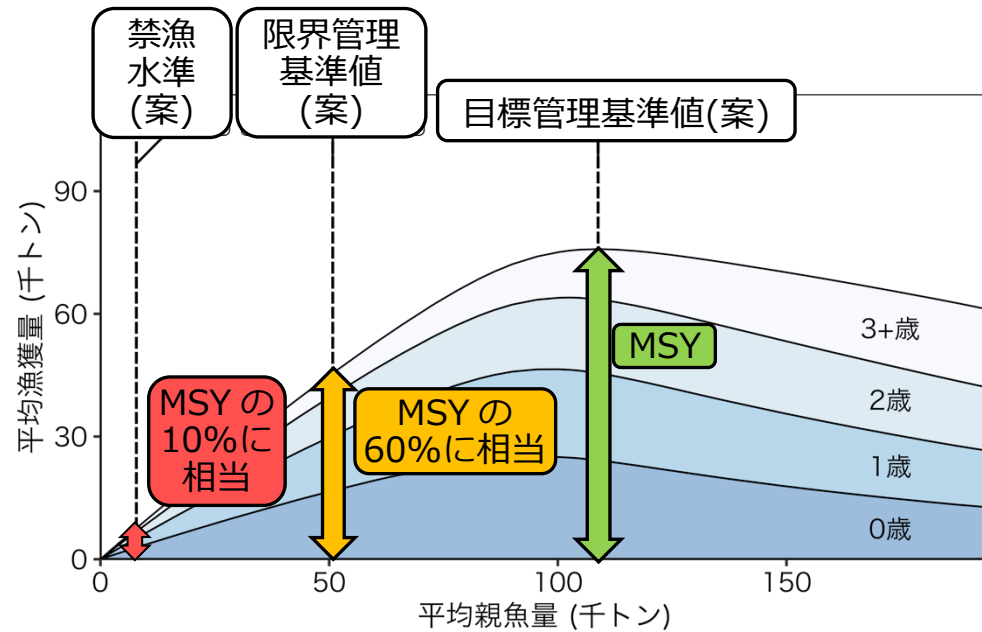 禁漁
水準
(案)
限界管理
基準値
(案)
目標管理基準値(案)
平均漁獲量 (千トン)
90
60
30
0
MSY の
10%に
相当
MSY の
60%に相当
MSY
3+歳
2歳
1歳
0歳
0
50
100
150
平均親魚量 (千トン)